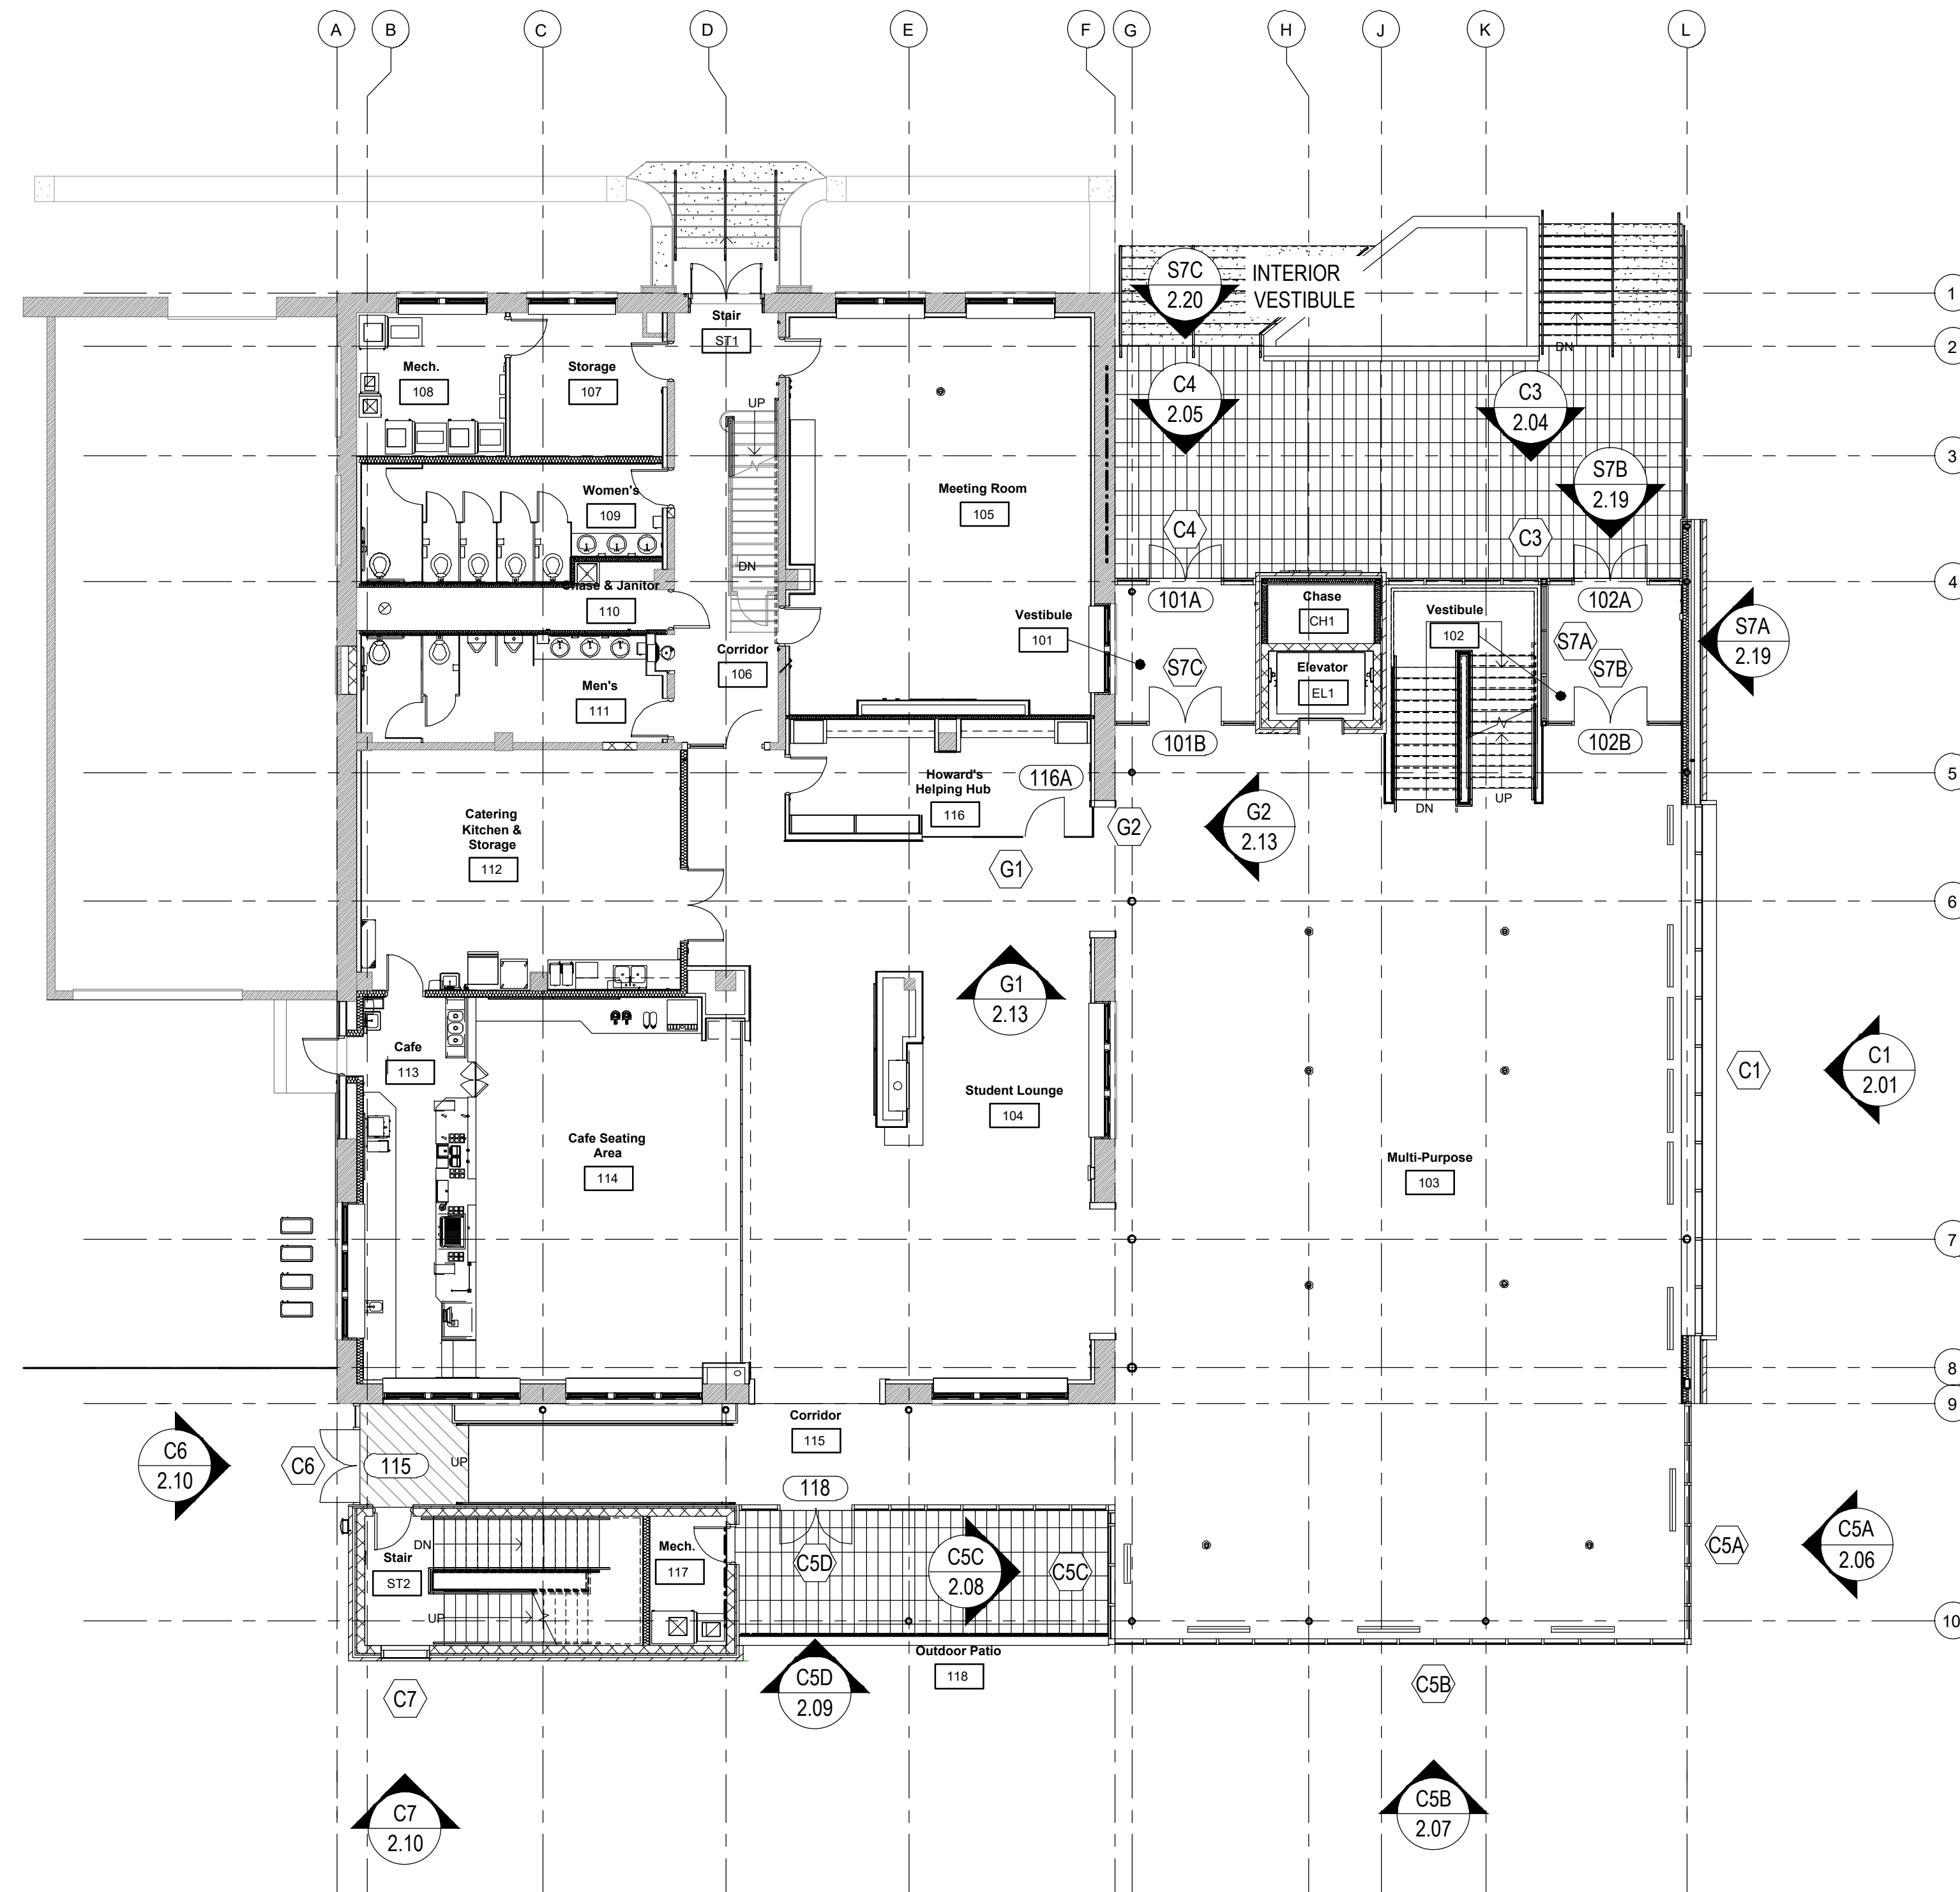 A
B
C
D
E
F
G
H
J
K
L
1
2
3
4
5
6
7
8
9
10
S7C
2.20
INTERIOR
VESTIBULE
Stair
ST1
DN
Mech.
108
Storage
107
C4
2.05
C3
2.04
UP
S7B
2.19
Women's
109
Meeting Room
105
C4
C3
DN
Chase & Janitor
110
Vestibule
101
101A
Chase
CH1
Vestibule
102
102A
S7A
S7A
2.19
Corridor
106
S7C
Elevator
EL1
S7B
Men's
111
101B
102B
Howard's
Helping Hub
116
116A
DN
UP
Catering
Kitchen &
Storage
112
G2
G2
2.13
G1
G1
2.13
Cafe
113
C1
C1
2.01
Student Lounge
104
Cafe Seating
Area
114
Multi-Purpose
103
Corridor
115
C6
2.10
C6
115
UP
118
DN
Stair
ST2
Mech.
117
C5D
C5C
2.08
C5C
C5A
C5A
2.06
UP
Outdoor Patio
118
C7
C5D
2.09
C5B
C7
2.10
C5B
2.07